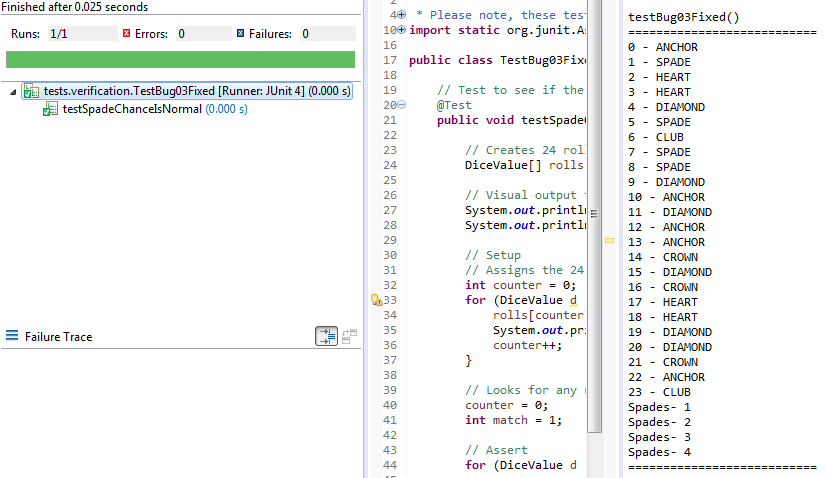 Finished after 0.025 seconds
Runs: 1/1 Errors: 0 Failures: 0
tests.verification.TestBug03Fixed [Runner: JUnit 4] (0.000 s)
testSpadeChanceIsNormal (0.000 s)
Failure Trace
4 * Please note, these tes
10 import static org.junit.As
16
17 public class TestBug03Fixe
18
19 // Test to see if the
20 @Test
21 public void testSpade
22
23 // Creates 24 roll
24 DiceValue[] rolls
25
26 // Visual output
27 System.out.println
28 System.out.println
29
30 // Setup
31 // Assigns the 24
32 int counter = 0;
33 for (DiceValue d
34 rolls[counter
35 System.out.pri
36 counter++;
37 }
38
39 // Looks for any
40 counter = 0;
41 int match = 1;
42
43 // Assert
44 for (DiceValue d
testBug03Fixed()
===========================
0 - ANCHOR
1 - SPADE
2 - HEART
3 - HEART
4 - DIAMOND
5 - SPADE
6 - CLUB
7 - SPADE
8 - SPADE
9 - DIAMOND
10 - ANCHOR
11 - DIAMOND
12 - ANCHOR
13 - ANCHOR
14 - CROWN
15 - DIAMOND
16 - CROWN
17 - HEART
18 - HEART
19 - DIAMOND
20 - DIAMOND
21 - CROWN
22 - ANCHOR
23 - CLUB
Spades- 1
Spades- 2
Spades- 3
Spades- 4
===========================